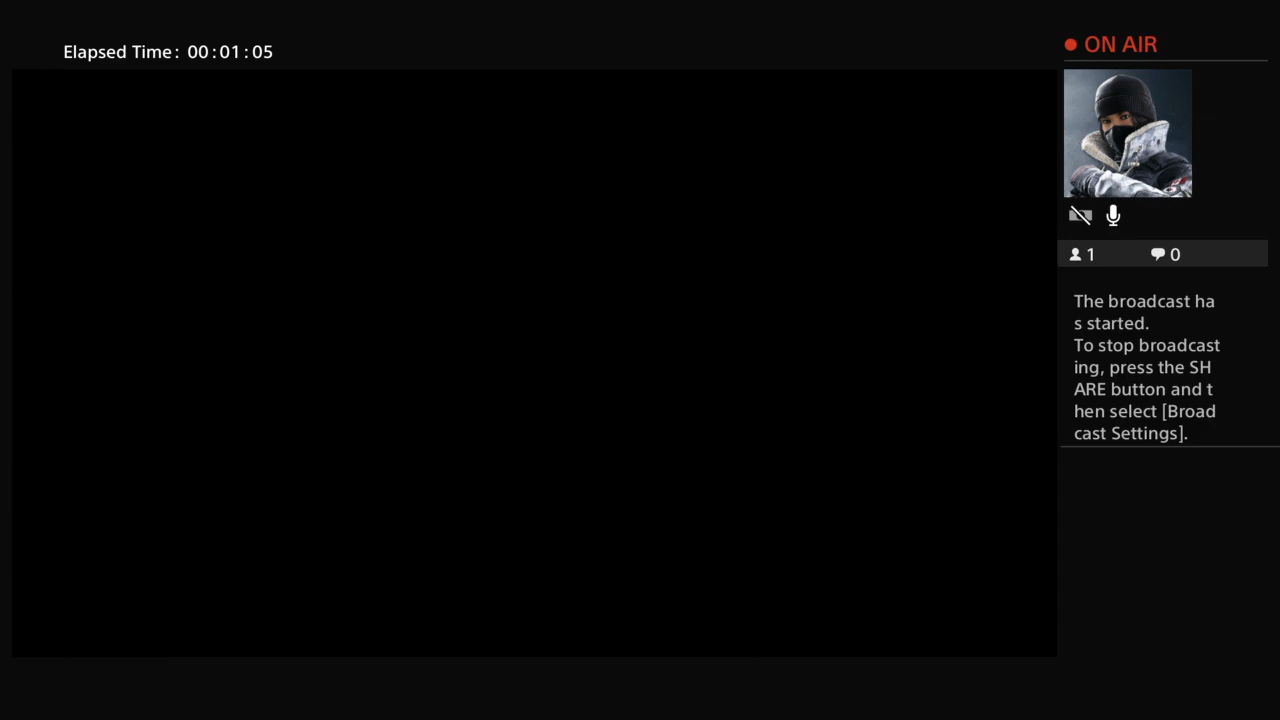 Elapsed Time: 00:01:05
ON AIR
1 0
The broadcast ha
s started.
To stop broadcast
ing, press the SH
ARE button and t
hen select [Broad
cast Settings].